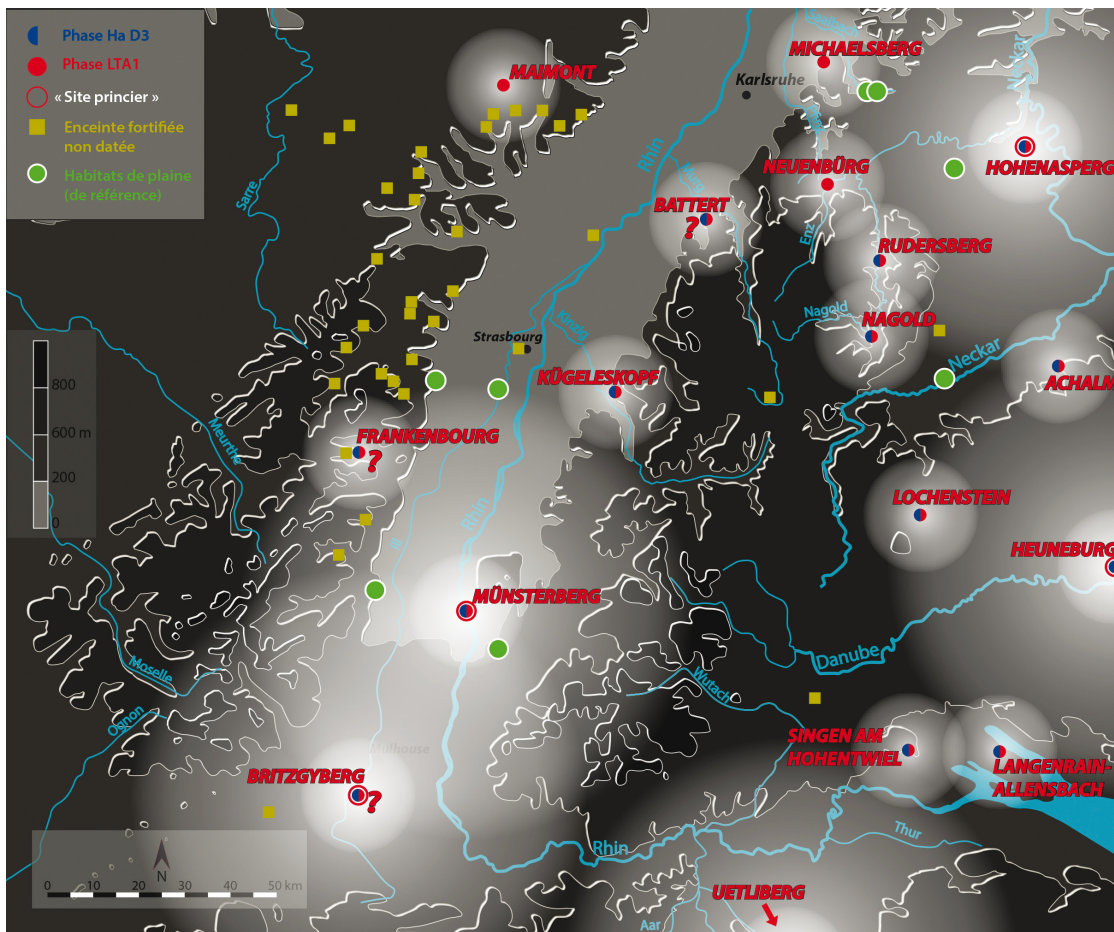 Phase Ha D3
Phase LTA1
« Site princier »
Enceinte fortifiée
non datée
Habitats de plaine
(de référence)
MAIMONT
MICHAELSBERG
Karlsruhe
Neckar
Rhin
Sarre
NEUENBÜRG
HOHENASPERG
Murg
BATTERT
?
Enz
RUDERSBERG
Nagold
NAGOLD
Neckar
ACHALM
Strasbourg
Kinzig
KÜGELESKOPF
800
600 m
200
0
Meurthe
FRANKENBOURG
?
Ill
Rhin
LOCHENSTEIN
HEUNEBURG
MÜNSTERBERG
Danube
Moselle
Ognon
Wutach
Mulhouse
BRITZGYBERG
?
SINGEN AM
HOHENTWIEL
LANGENRAIN-
ALLENSBACH
Rhin
Thur
N
0 10 20 30 40 50 km
UETLIBERG
Aar